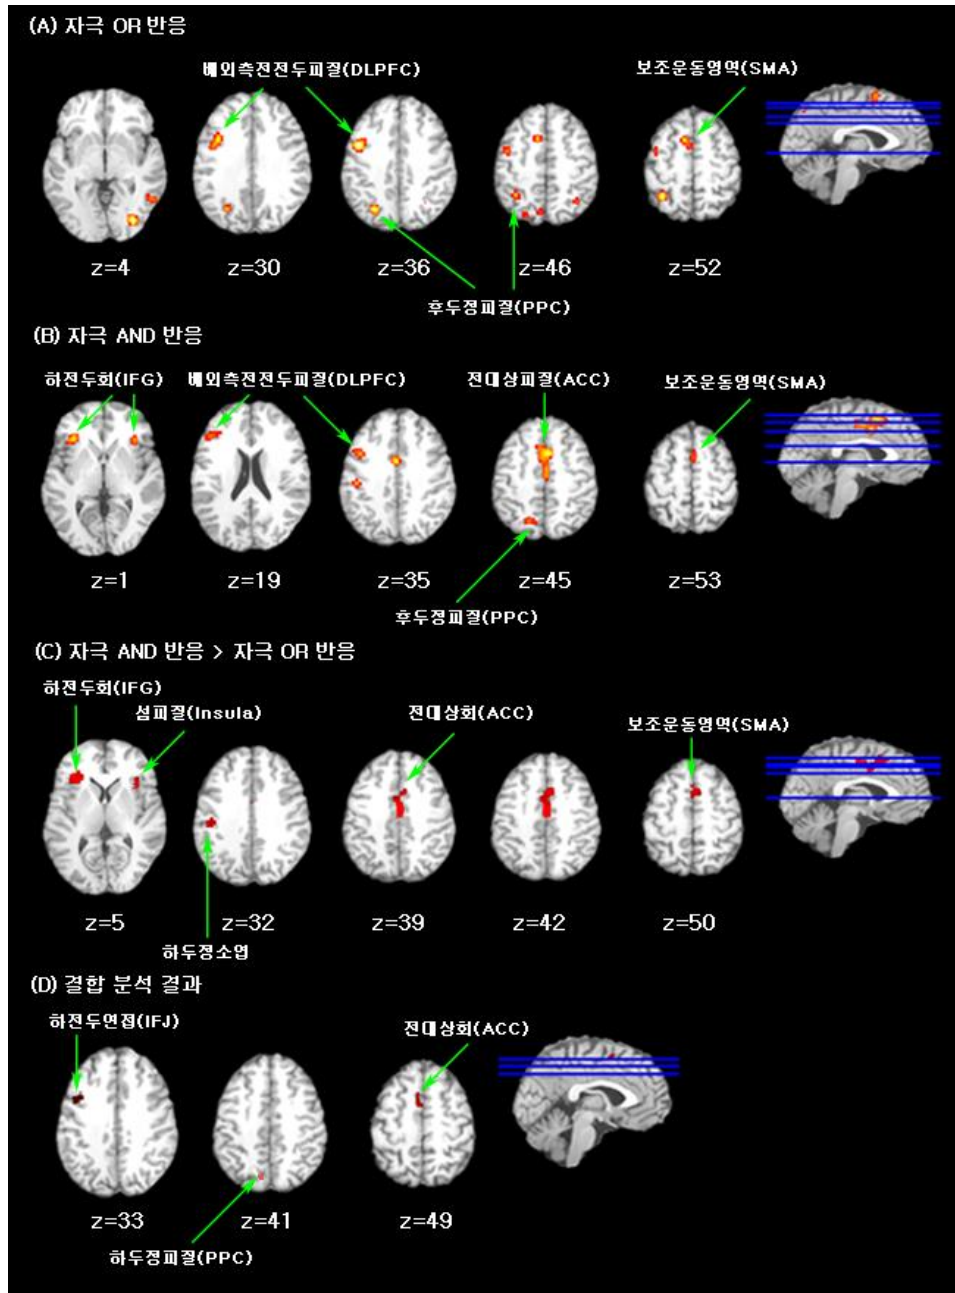 (A) 자극 OR 반응
배외측전전두피질(DLPFC)
보조운동영역(SMA)
z=4 z=30 z=36 z=46 z=52
후두정피질(PPC)
(B) 자극 AND 반응
하전두회(IFG) 배외측전전두피질(DLPFC) 전대상피질(ACC) 보조운동영역(SMA)
z=1 z=19 z=35 z=45 z=53
후두정피질(PPC)
(C) 자극 AND 반응 > 자극 OR 반응
하전두회(IFG)
섬피질(Insula) 전대상회(ACC) 보조운동영역(SMA)
z=5 z=32 z=39 z=42 z=50
하두정소엽
(D) 결합 분석 결과
하전두연접(IFJ) 전대상회(ACC)
z=33 z=41 z=49
하두정피질(PPC)